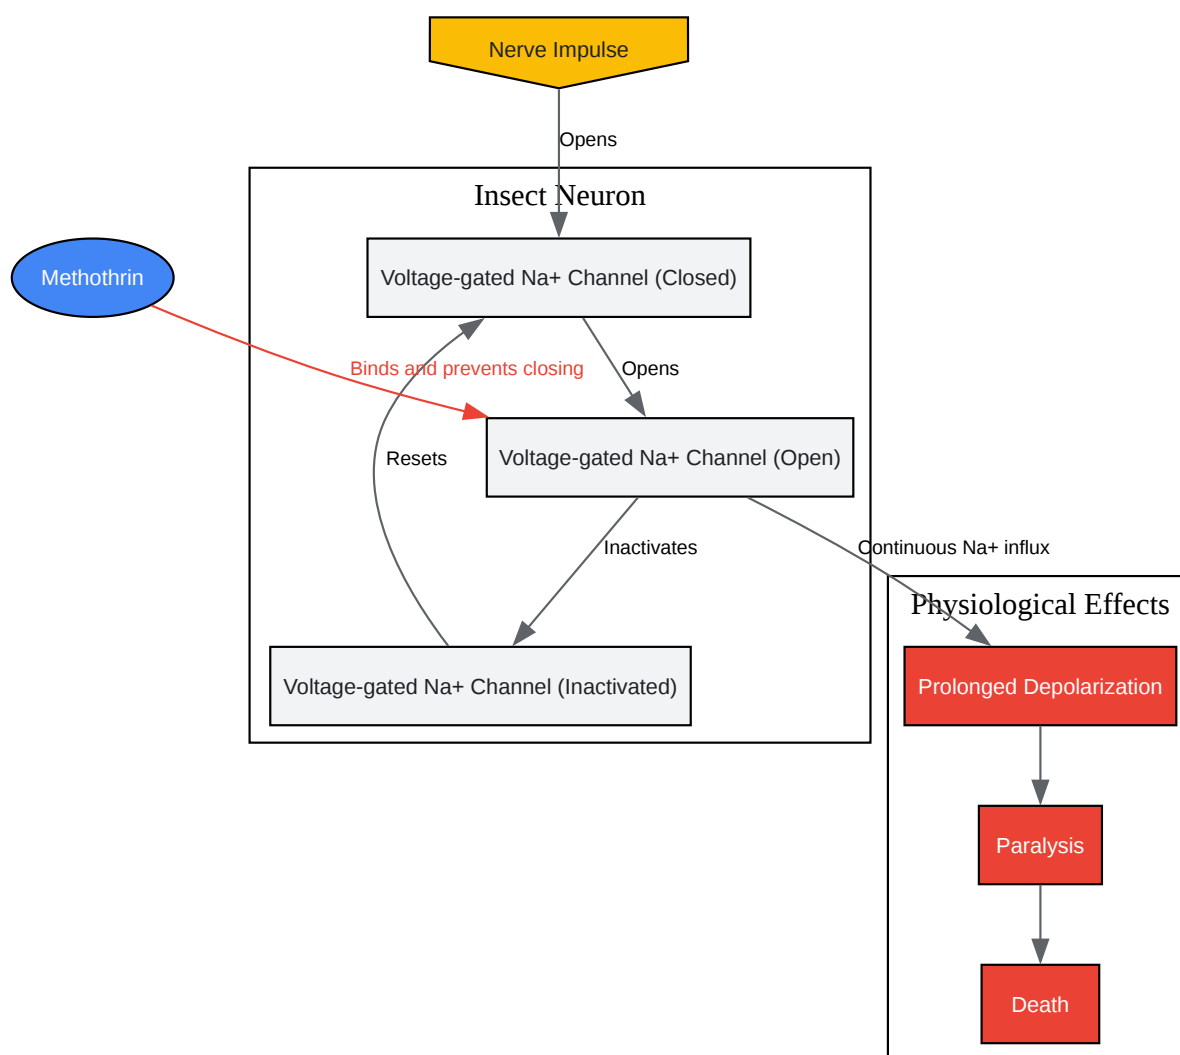 Nerve Impulse
Opens
Insect Neuron
Methothrin
Voltage-gated Na+ Channel (Closed)
Binds and prevents closing
Opens
Resets
Voltage-gated Na+ Channel (Open)
Inactivates
Continuous Na+ influx
Physiological Effects
Voltage-gated Na+ Channel (Inactivated)
Prolonged Depolarization
Paralysis
Death